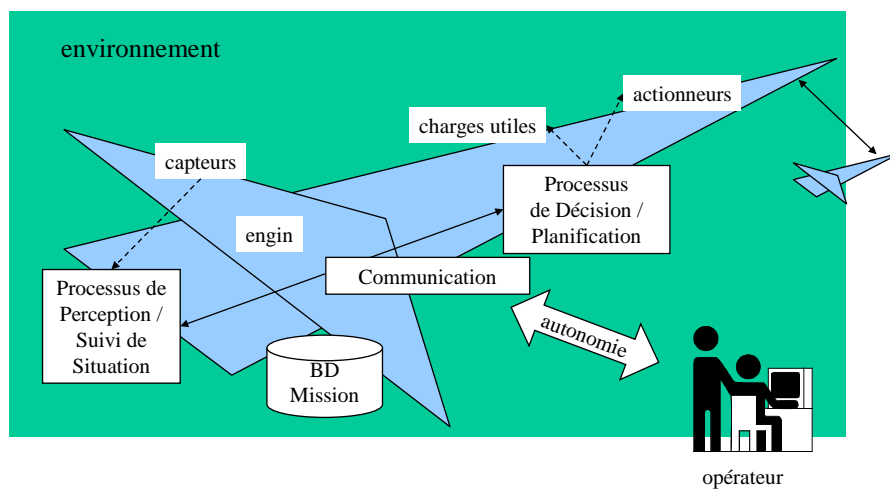 environnement
actionneurs
charges utiles
capteurs
Processus
de Décision /
Planification
engin
Communication
Processus de
Perception /
Suivi de
Situation
autonomie
BD
Mission
opérateur